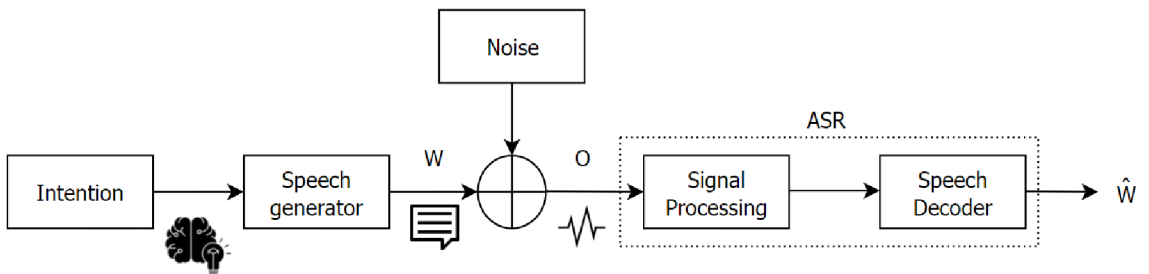 Noise
ASR
Intention
Speech
generator
W
O
Signal
Processing
Speech
Decoder
Ŵ